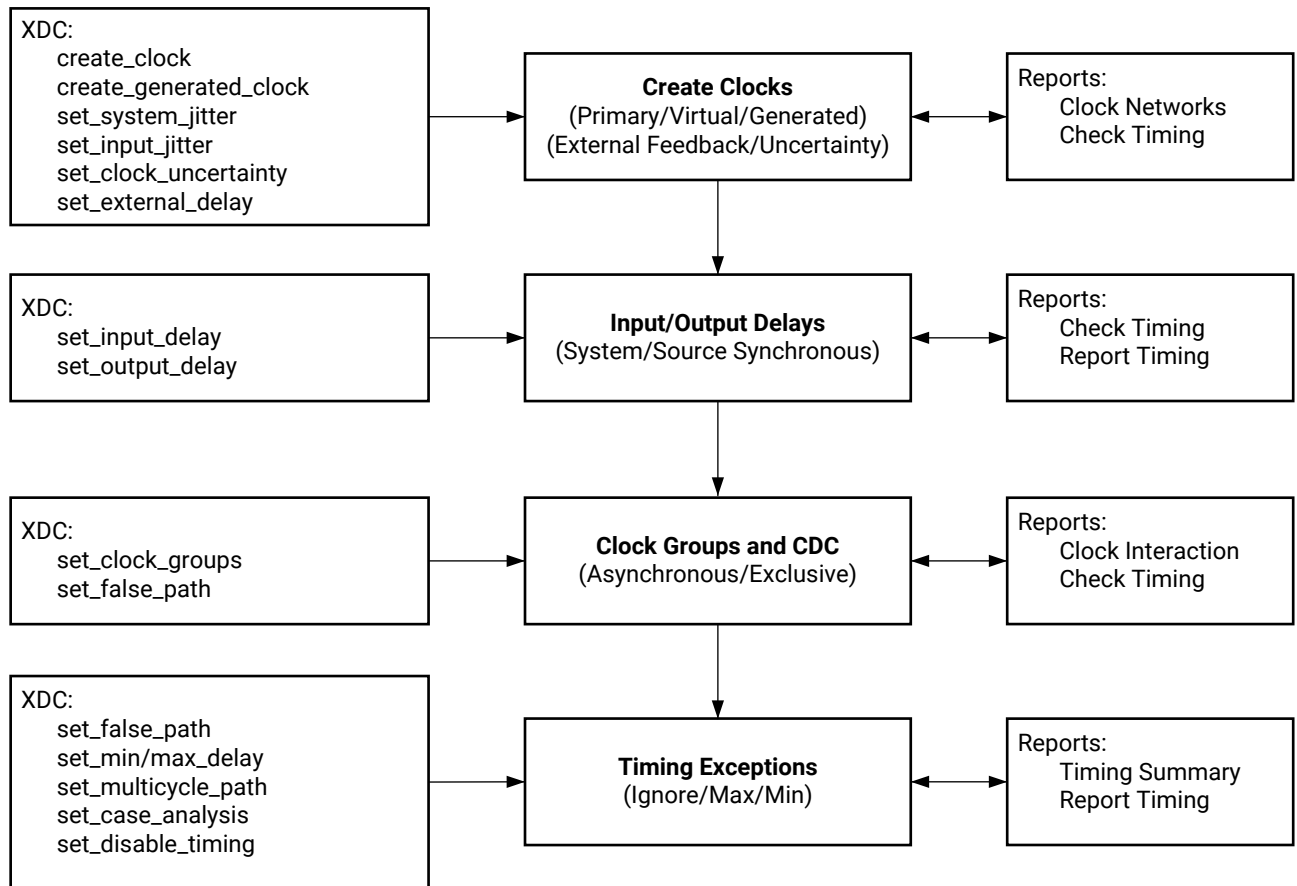 XDC:
create_clock
create_generated_clock
set_system_jitter
set_input_jitter
set_clock_uncertainty
set_external_delay
Create Clocks
(Primary/Virtual/Generated)
(External Feedback/Uncertainty)
Reports:
Clock Networks
Check Timing
XDC:
set_input_delay
set_output_delay
Input/Output Delays
(System/Source Synchronous)
Reports:
Check Timing
Report Timing
XDC:
set_clock_groups
set_false_path
Clock Groups and CDC
(Asynchronous/Exclusive)
Reports:
Clock Interaction
Check Timing
XDC:
set_false_path
set_min/max_delay
set_multicycle_path
set_case_analysis
set_disable_timing
Timing Exceptions
(Ignore/Max/Min)
Reports:
Timing Summary
Report Timing